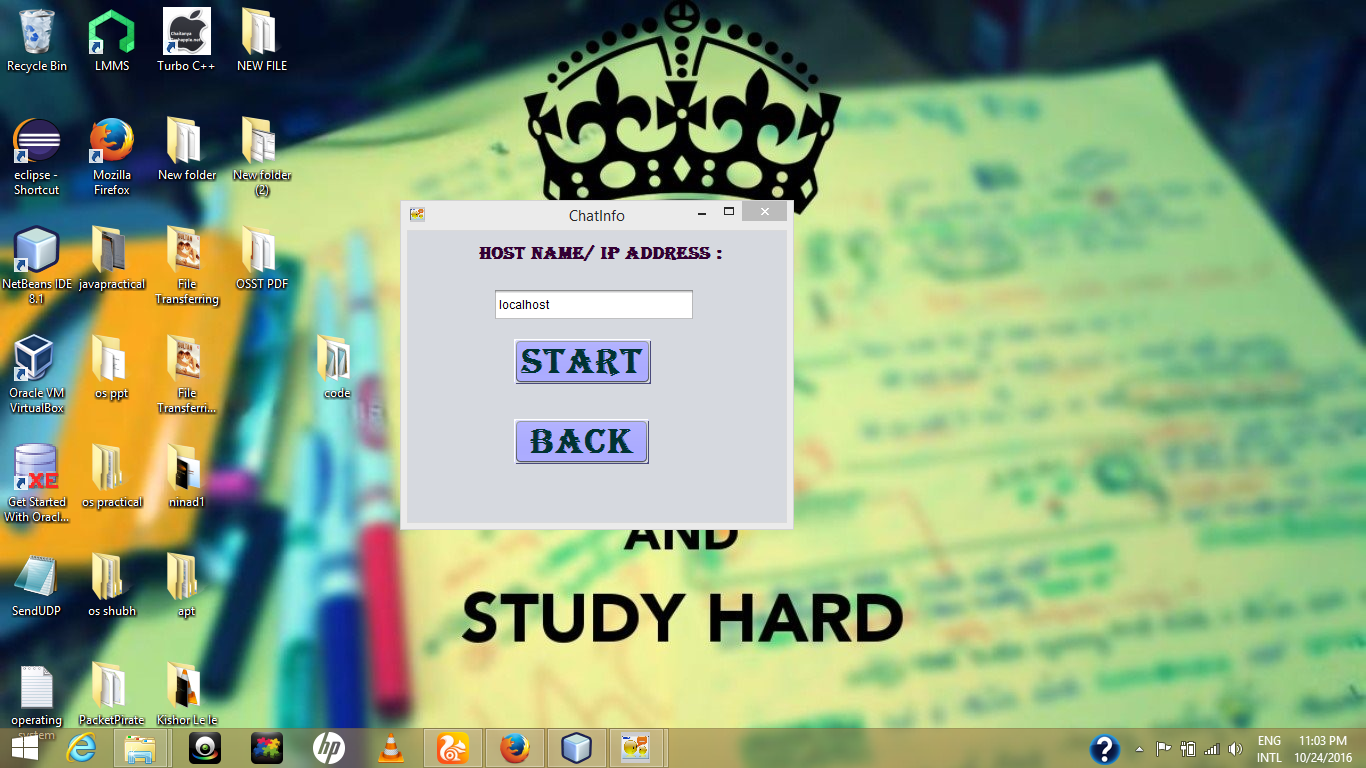 Recycle Bin
LMMS
Turbo C++
NEW FILE
eclipse -
Shortcut
Mozilla
Firefox
New folder
New folder
(2)
NetBeans IDE
8.1
javapractical
File
Transferring
OSST PDF
Oracle VM
VirtualBox
os ppt
File
Transferri...
code
Get Started
With Oracl...
os practical
ninad1
SendUDP
os shubh
apt
operating
system
PacketPirate
Kishor Le le
ChatInfo
HOST NAME/ IP ADDRESS :
localhost
START
BACK
AND
STUDY HARD
XE
hp
ENG
INTL
11:03 PM
10/24/2016